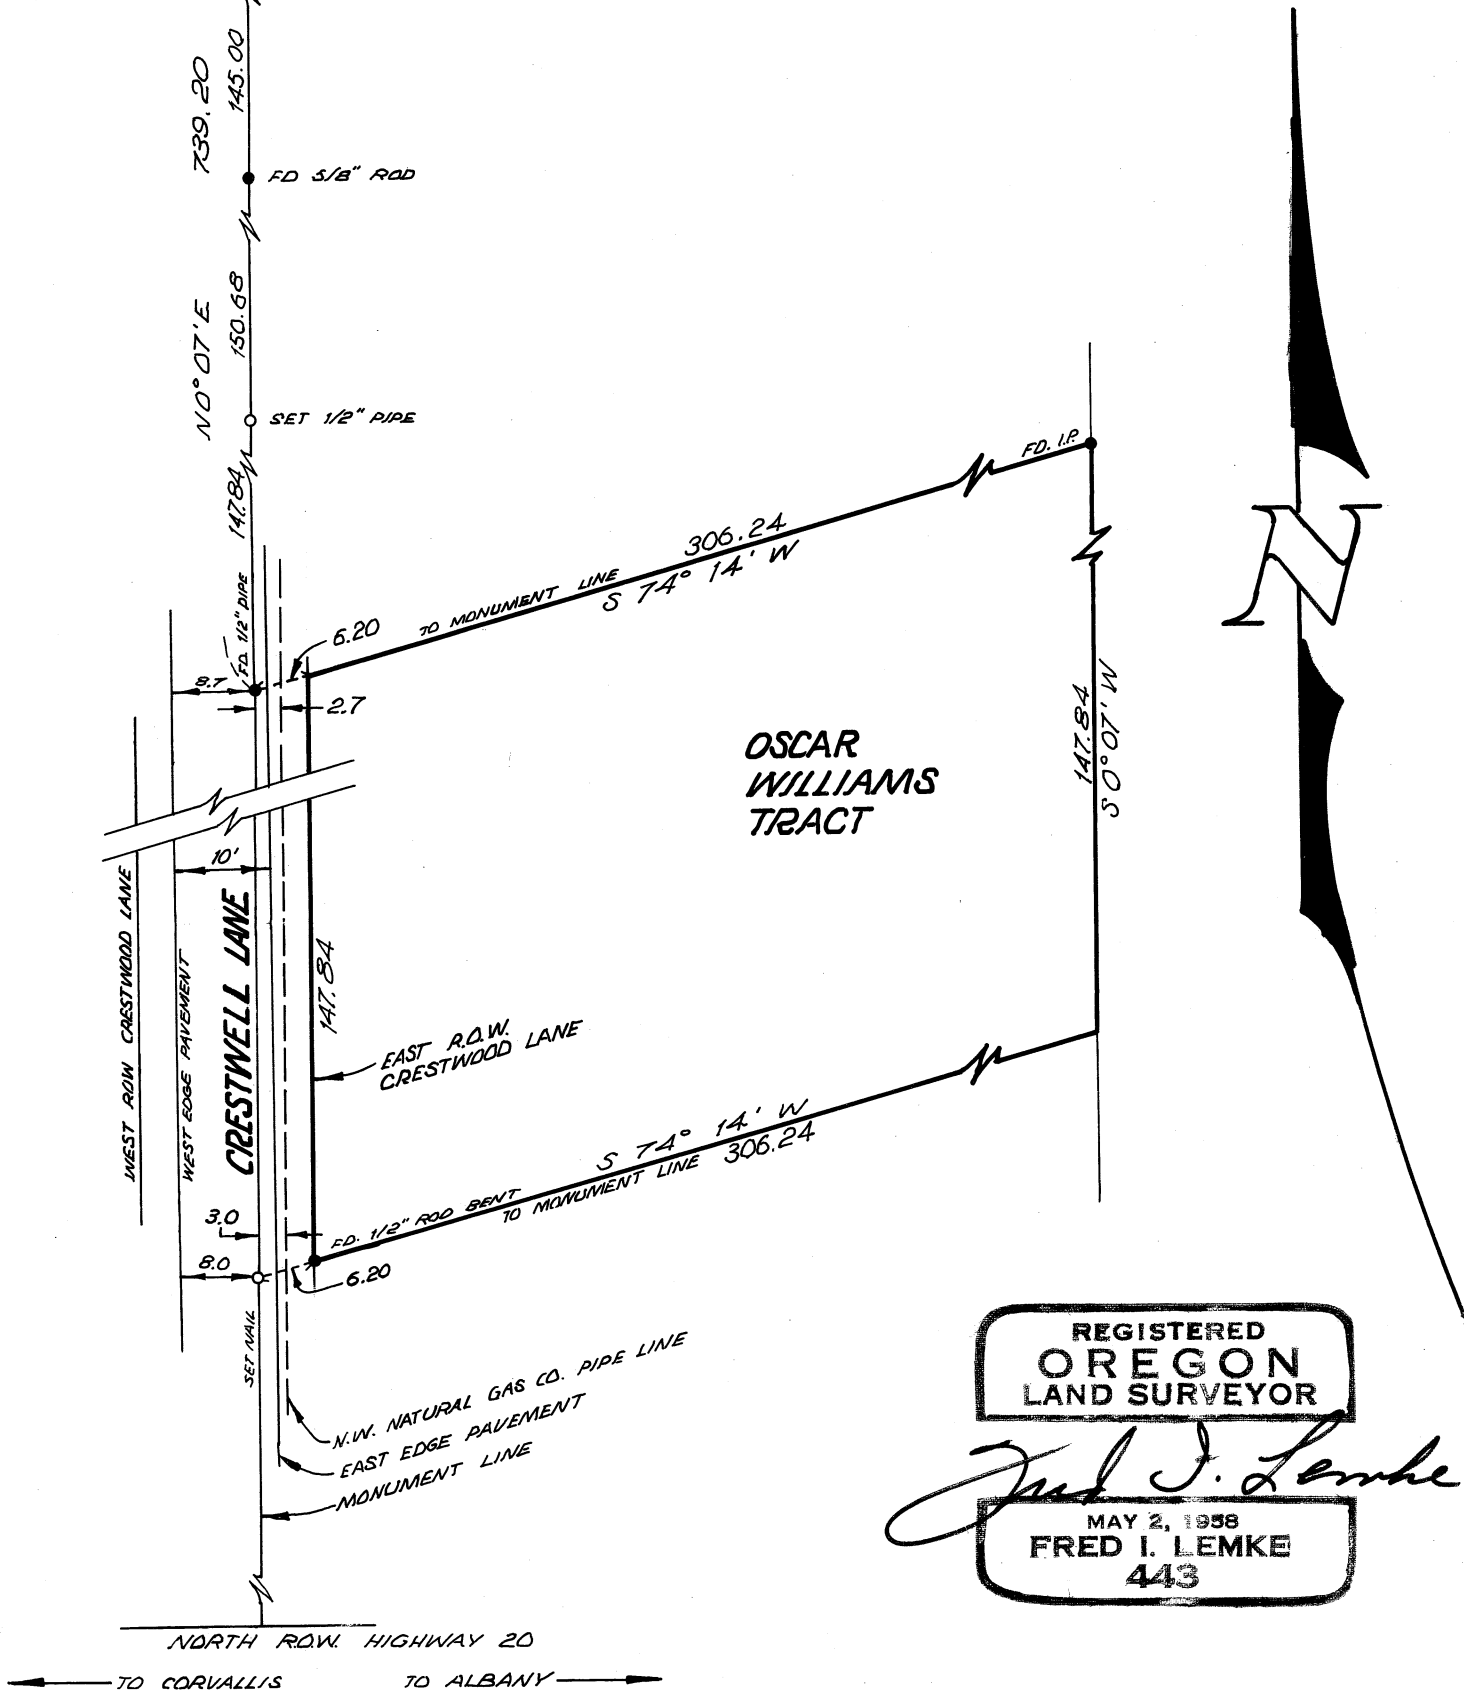 739.20
145.00
FD 5/8" ROD
N0°07'E
150.68
SET 1/2" PIPE
147.84
FD. 1/2" PIPE
FD. I.P.
306.24
TO MONUMENT LINE
S 74° 14' W
6.20
8.7
2.7
N
OSCAR
WILLIAMS
TRACT
147.84
S 0° 07' W
10'
WEST ROW CRESTWOOD LANE
WEST EDGE PAVEMENT
CRESTWELL LANE
147.84
EAST R.O.W.
CRESTWOOD LANE
S 74° 14' W
306.24
FD. 1/2" ROD BENT
TO MONUMENT LINE
3.0
8.0
6.20
SET NAIL
N.W. NATURAL GAS CO. PIPE LINE
EAST EDGE PAVEMENT
MONUMENT LINE
REGISTERED
OREGON
LAND SURVEYOR
Fred I. Lemke
MAY 2, 1958
FRED I. LEMKE
443
NORTH R.O.W. HIGHWAY 20
TO CORVALLIS TO ALBANY